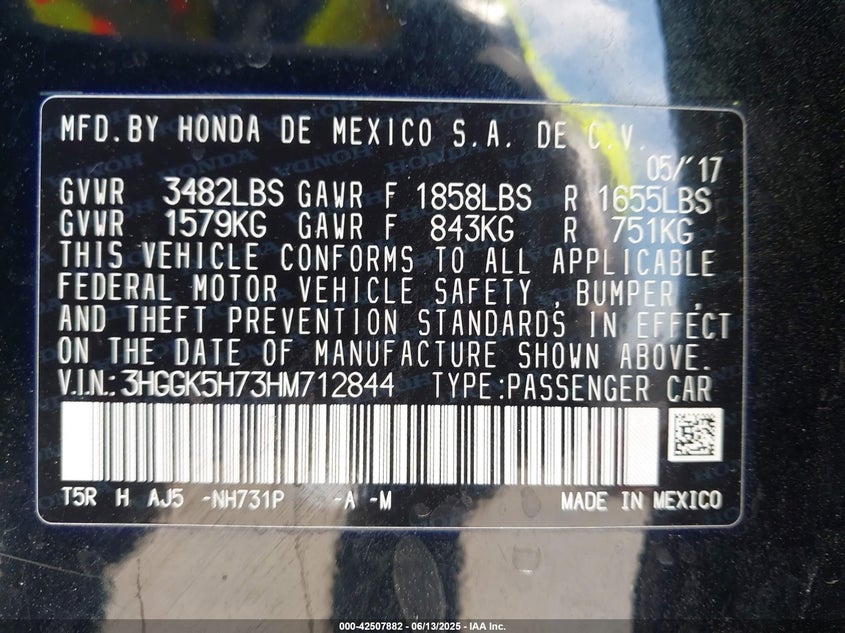 MFD.BY HONDA DE MEXICO S.A. DE C.V.
05/'17
GVWR 3482LBS GAWR F 1858LBS R 1655LBS
GVWR 1579KG GAWR F 843KG R 751KG
THIS VEHICLE CONFORMS TO ALL APPLICABLE
FEDERAL MOTOR VEHICLE SAFETY , BUMPER ,
AND THEFT PREVENTION STANDARDS IN EFFECT
ON THE DATE OF MANUFACTURE SHOWN ABOVE.
V.I.N.:3HGGK5H73HM712844 TYPE:PASSENGER CAR
T5R H AJ5 -NH731P -A -M MADE IN MEXICO
000-42507882 - 06/13/2025 - IAA Inc.